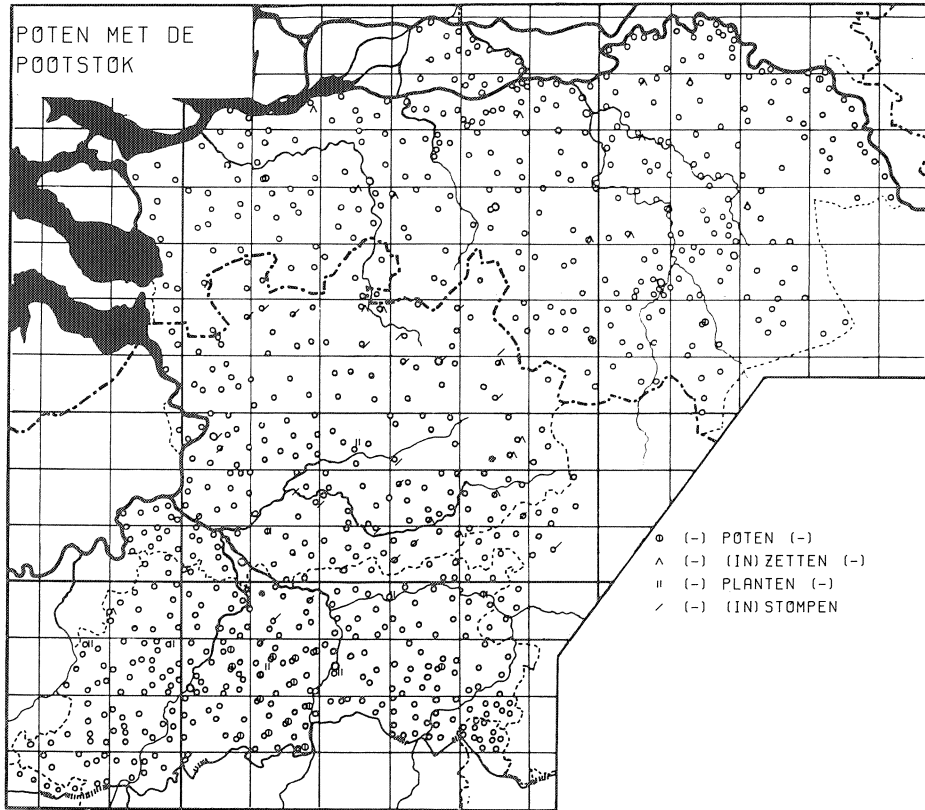 POTEN MET DE
POOTSTOK
(-) POTEN (-)
(-) (IN) ZETTEN (-)
(-) PLANTEN (-)
(-) (IN) STOMPEN